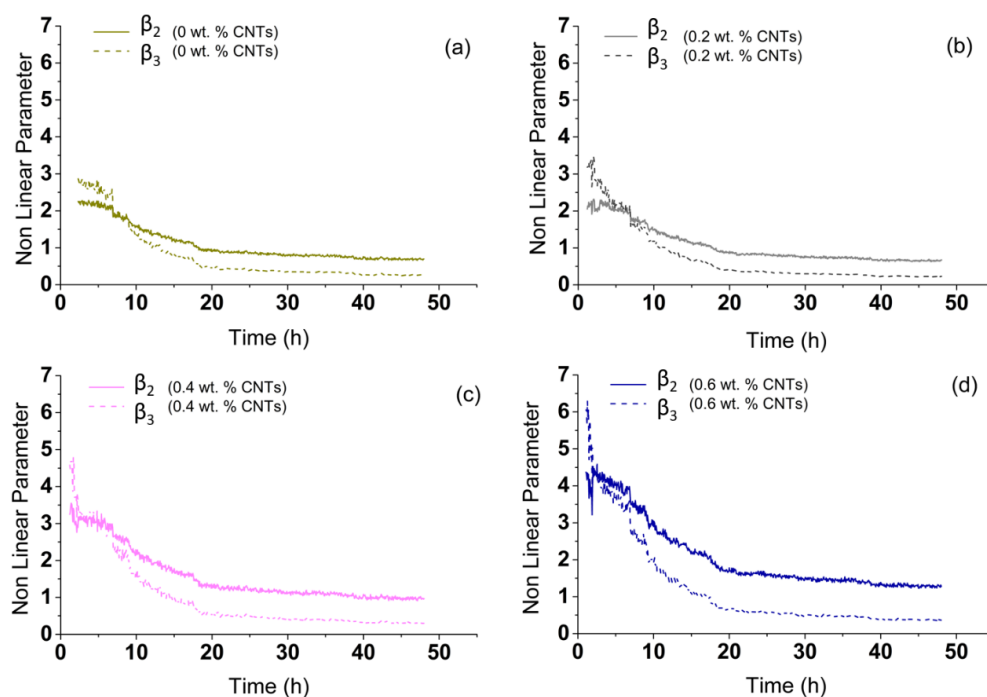 7
6
5
4
3
2
1
0
Non Linear Parameter
β₂ (0 wt. % CNTs)
β₃ (0 wt. % CNTs)
(a)
0 10 20 30 40 50
Time (h)
7
6
5
4
3
2
1
0
Non Linear Parameter
β₂ (0.2 wt. % CNTs)
β₃ (0.2 wt. % CNTs)
(b)
0 10 20 30 40 50
Time (h)
7
6
5
4
3
2
1
0
Non Linear Parameter
β₂ (0.4 wt. % CNTs)
β₃ (0.4 wt. % CNTs)
(c)
0 10 20 30 40 50
Time (h)
7
6
5
4
3
2
1
0
Non Linear Parameter
β₂ (0.6 wt. % CNTs)
β₃ (0.6 wt. % CNTs)
(d)
0 10 20 30 40 50
Time (h)